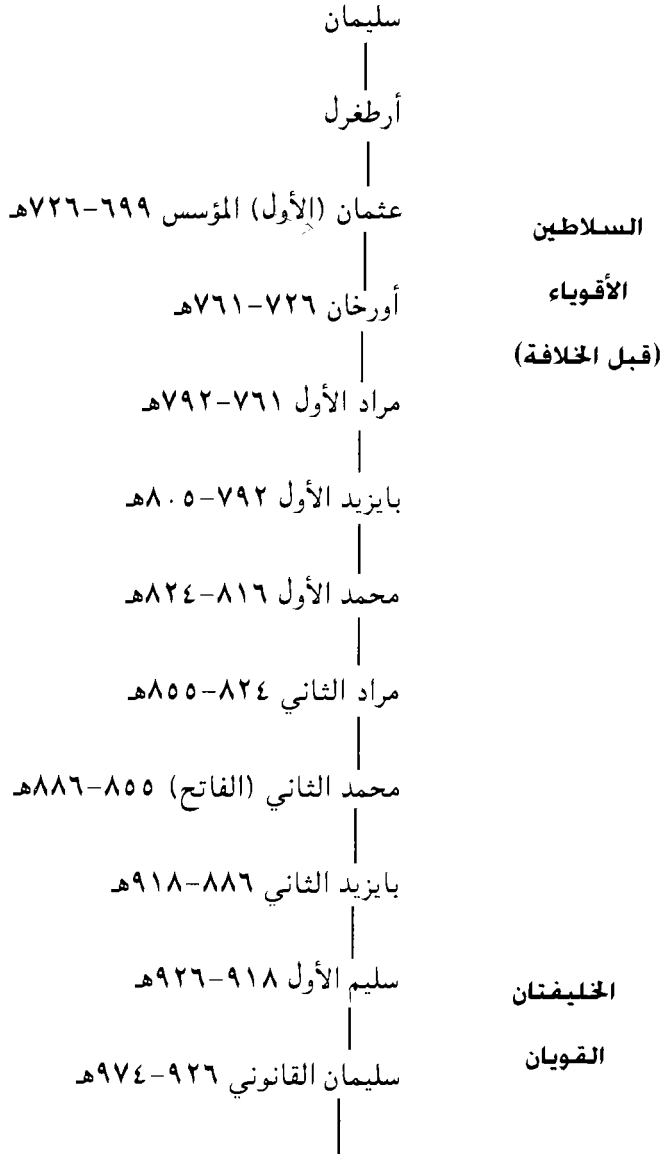 سليمان
أرطغرل
عثمان (الأول) المؤسس ٦٩٩-٧٢٦هـ
السلاطين
أورخان ٧٢٦-٧٦١هـ
الأقوياء
(قبل الخلافة)
مراد الأول ٧٦١-٧٩٢هـ
بايزيد الأول ٧٩٢-٨٠٥هـ
محمد الأول ٨١٦-٨٢٤هـ
مراد الثاني ٨٢٤-٨٥٥هـ
محمد الثاني (الفاتح) ٨٥٥-٨٨٦هـ
بايزيد الثاني ٨٨٦-٩١٨هـ
سليم الأول ٩١٨-٩٢٦هـ
الخليفتان
القويان
سليمان القانوني ٩٢٦-٩٧٤هـ